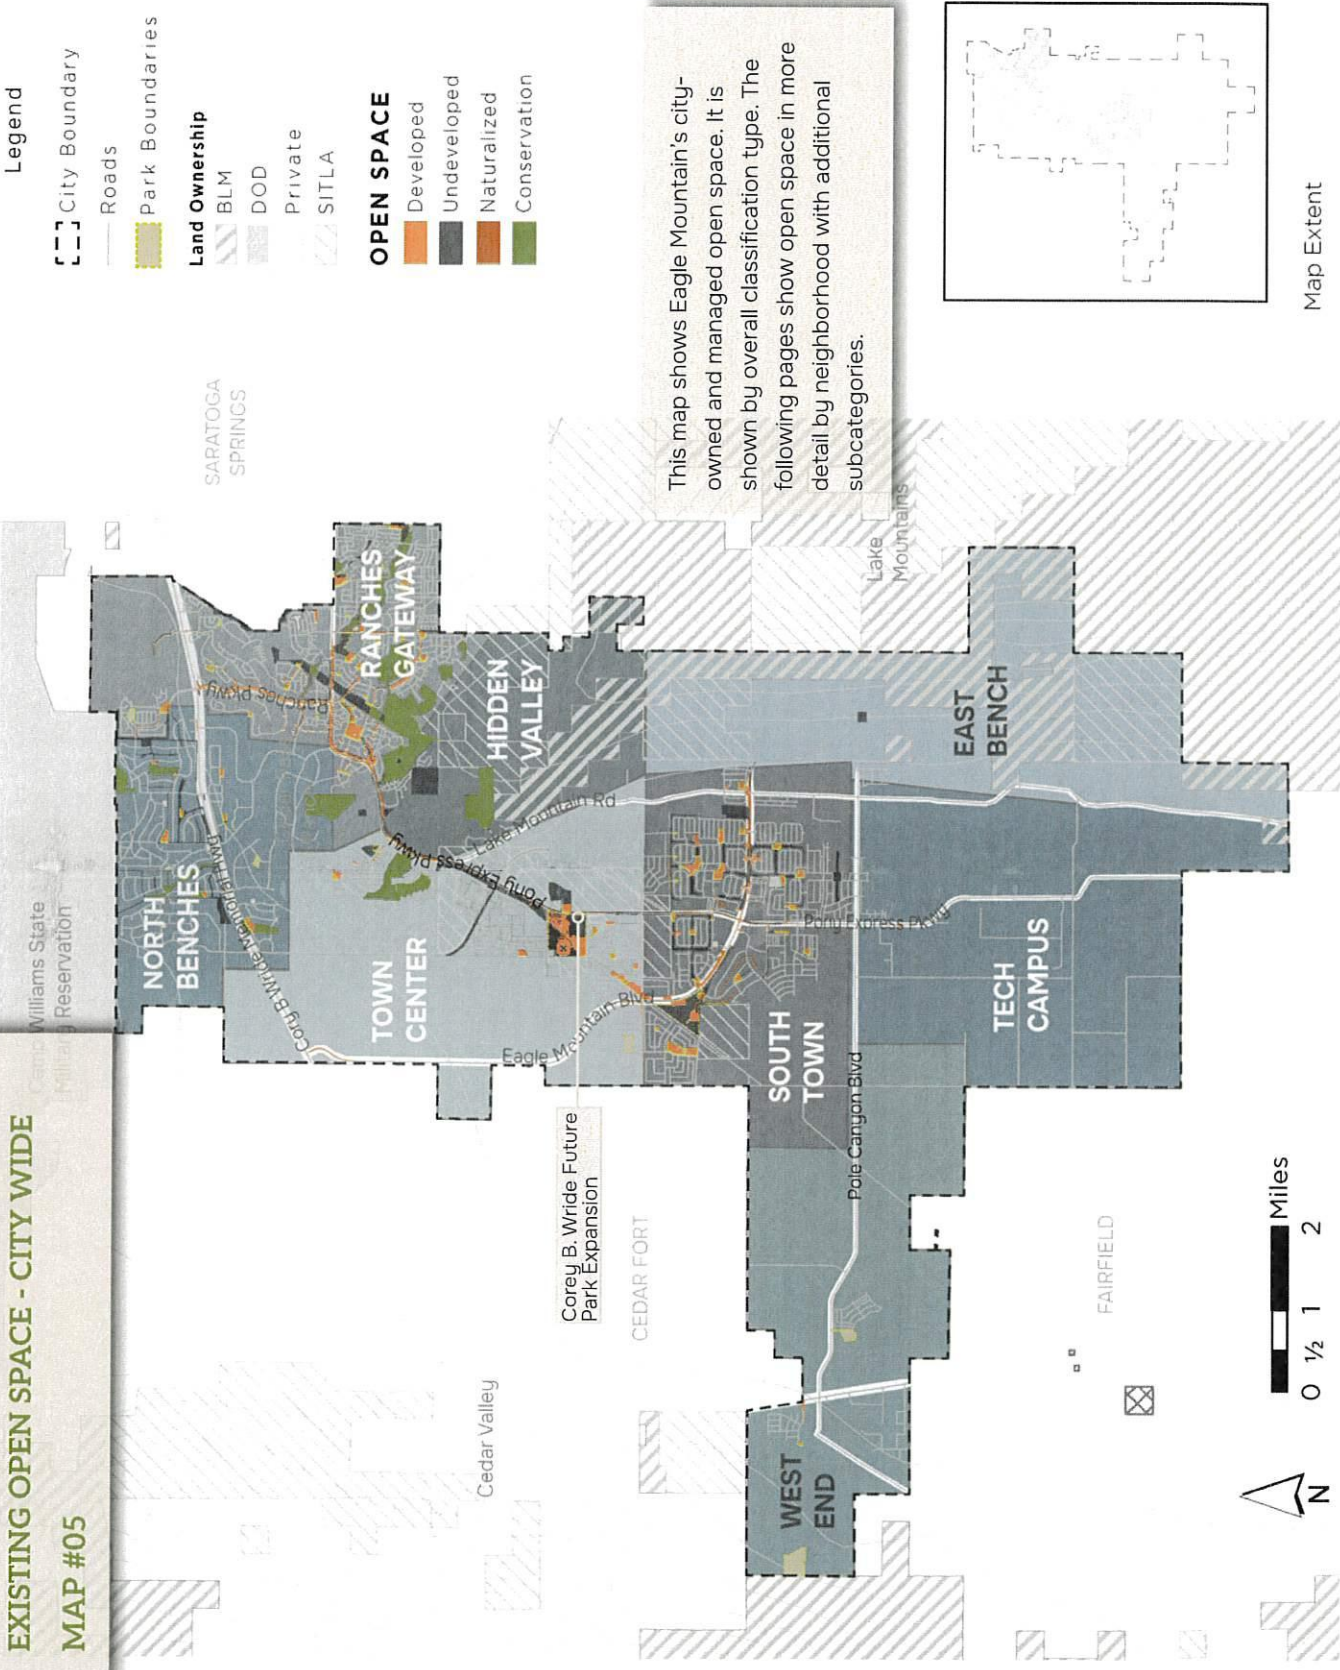 EXISTING OPEN SPACE - CITY WIDE
MAP #05
Legend
City Boundary
Roads
Park Boundaries
Land Ownership
BLM
DOD
Private
SITLA
OPEN SPACE
Developed
Undeveloped
Naturalized
Conservation
This map shows Eagle Mountain's city-
owned and managed open space. It is
shown by overall classification type. The
following pages show open space in more
detail by neighborhood with additional
subcategories.
Map Extent
Camp Williams State
Military Reservation
SARATOGA
SPRINGS
NORTH
BENCHES
RANCHES
GATEWAY
Ranches Pkwy
Cory B Wride Memorial Hwy
HIDDEN
VALLEY
TOWN
CENTER
Pony Express Pkwy
Lake Mountain Rd
Eagle Mountain Blvd
Corey B. Wride Future
Park Expansion
Cedar Valley
CEDAR FORT
Lake
Mountains
SOUTH
TOWN
EAST
BENCH
Pony Express Pkwy
Pole Canyon Blvd
TECH
CAMPUS
WEST
END
FAIRFIELD
Miles
0 ½ 1 2
N